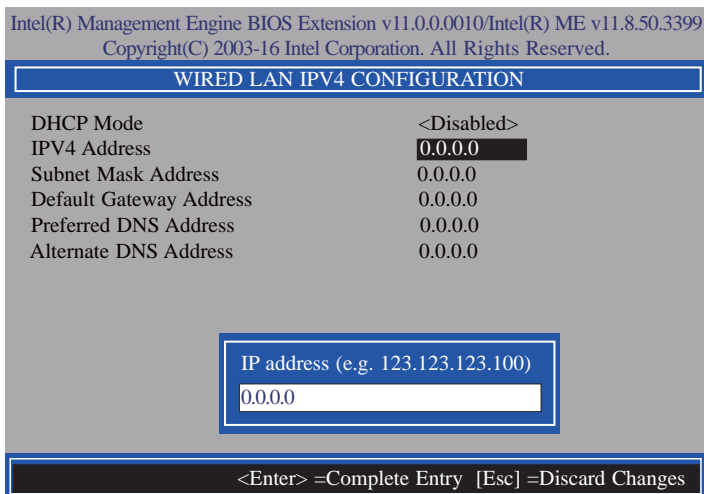 Intel(R) Management Engine BIOS Extension v11.0.0.0010/Intel(R) ME v11.8.50.3399
Copyright(C) 2003-16 Intel Corporation. All Rights Reserved.
WIRED LAN IPV4 CONFIGURATION
DHCP Mode <Disabled>
IPV4 Address 0.0.0.0
Subnet Mask Address 0.0.0.0
Default Gateway Address 0.0.0.0
Preferred DNS Address 0.0.0.0
Alternate DNS Address 0.0.0.0
IP address (e.g. 123.123.123.100)
0.0.0.0
<Enter> =Complete Entry [Esc] =Discard Changes